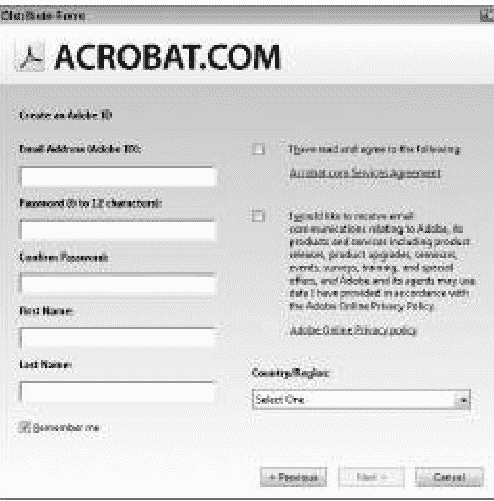 Distribute Form
ACROBAT.COM
Create an Adobe ID
Email Address (Adobe ID):
Password (6 to 12 characters):
Confirm Password:
First Name:
Last Name:
Remember me
I have read and agree to the following:
Acrobat.com Services Agreement
I would like to receive email
communications relating to Adobe, its
products and services including product
releases, product upgrades, seminars,
events, surveys, training, and special
offers, and Adobe and its agents may use
data I have provided in accordance with
the Adobe Online Privacy Policy.
Adobe Online Privacy policy
Country/Region:
Select One
< Previous
Next >
Cancel